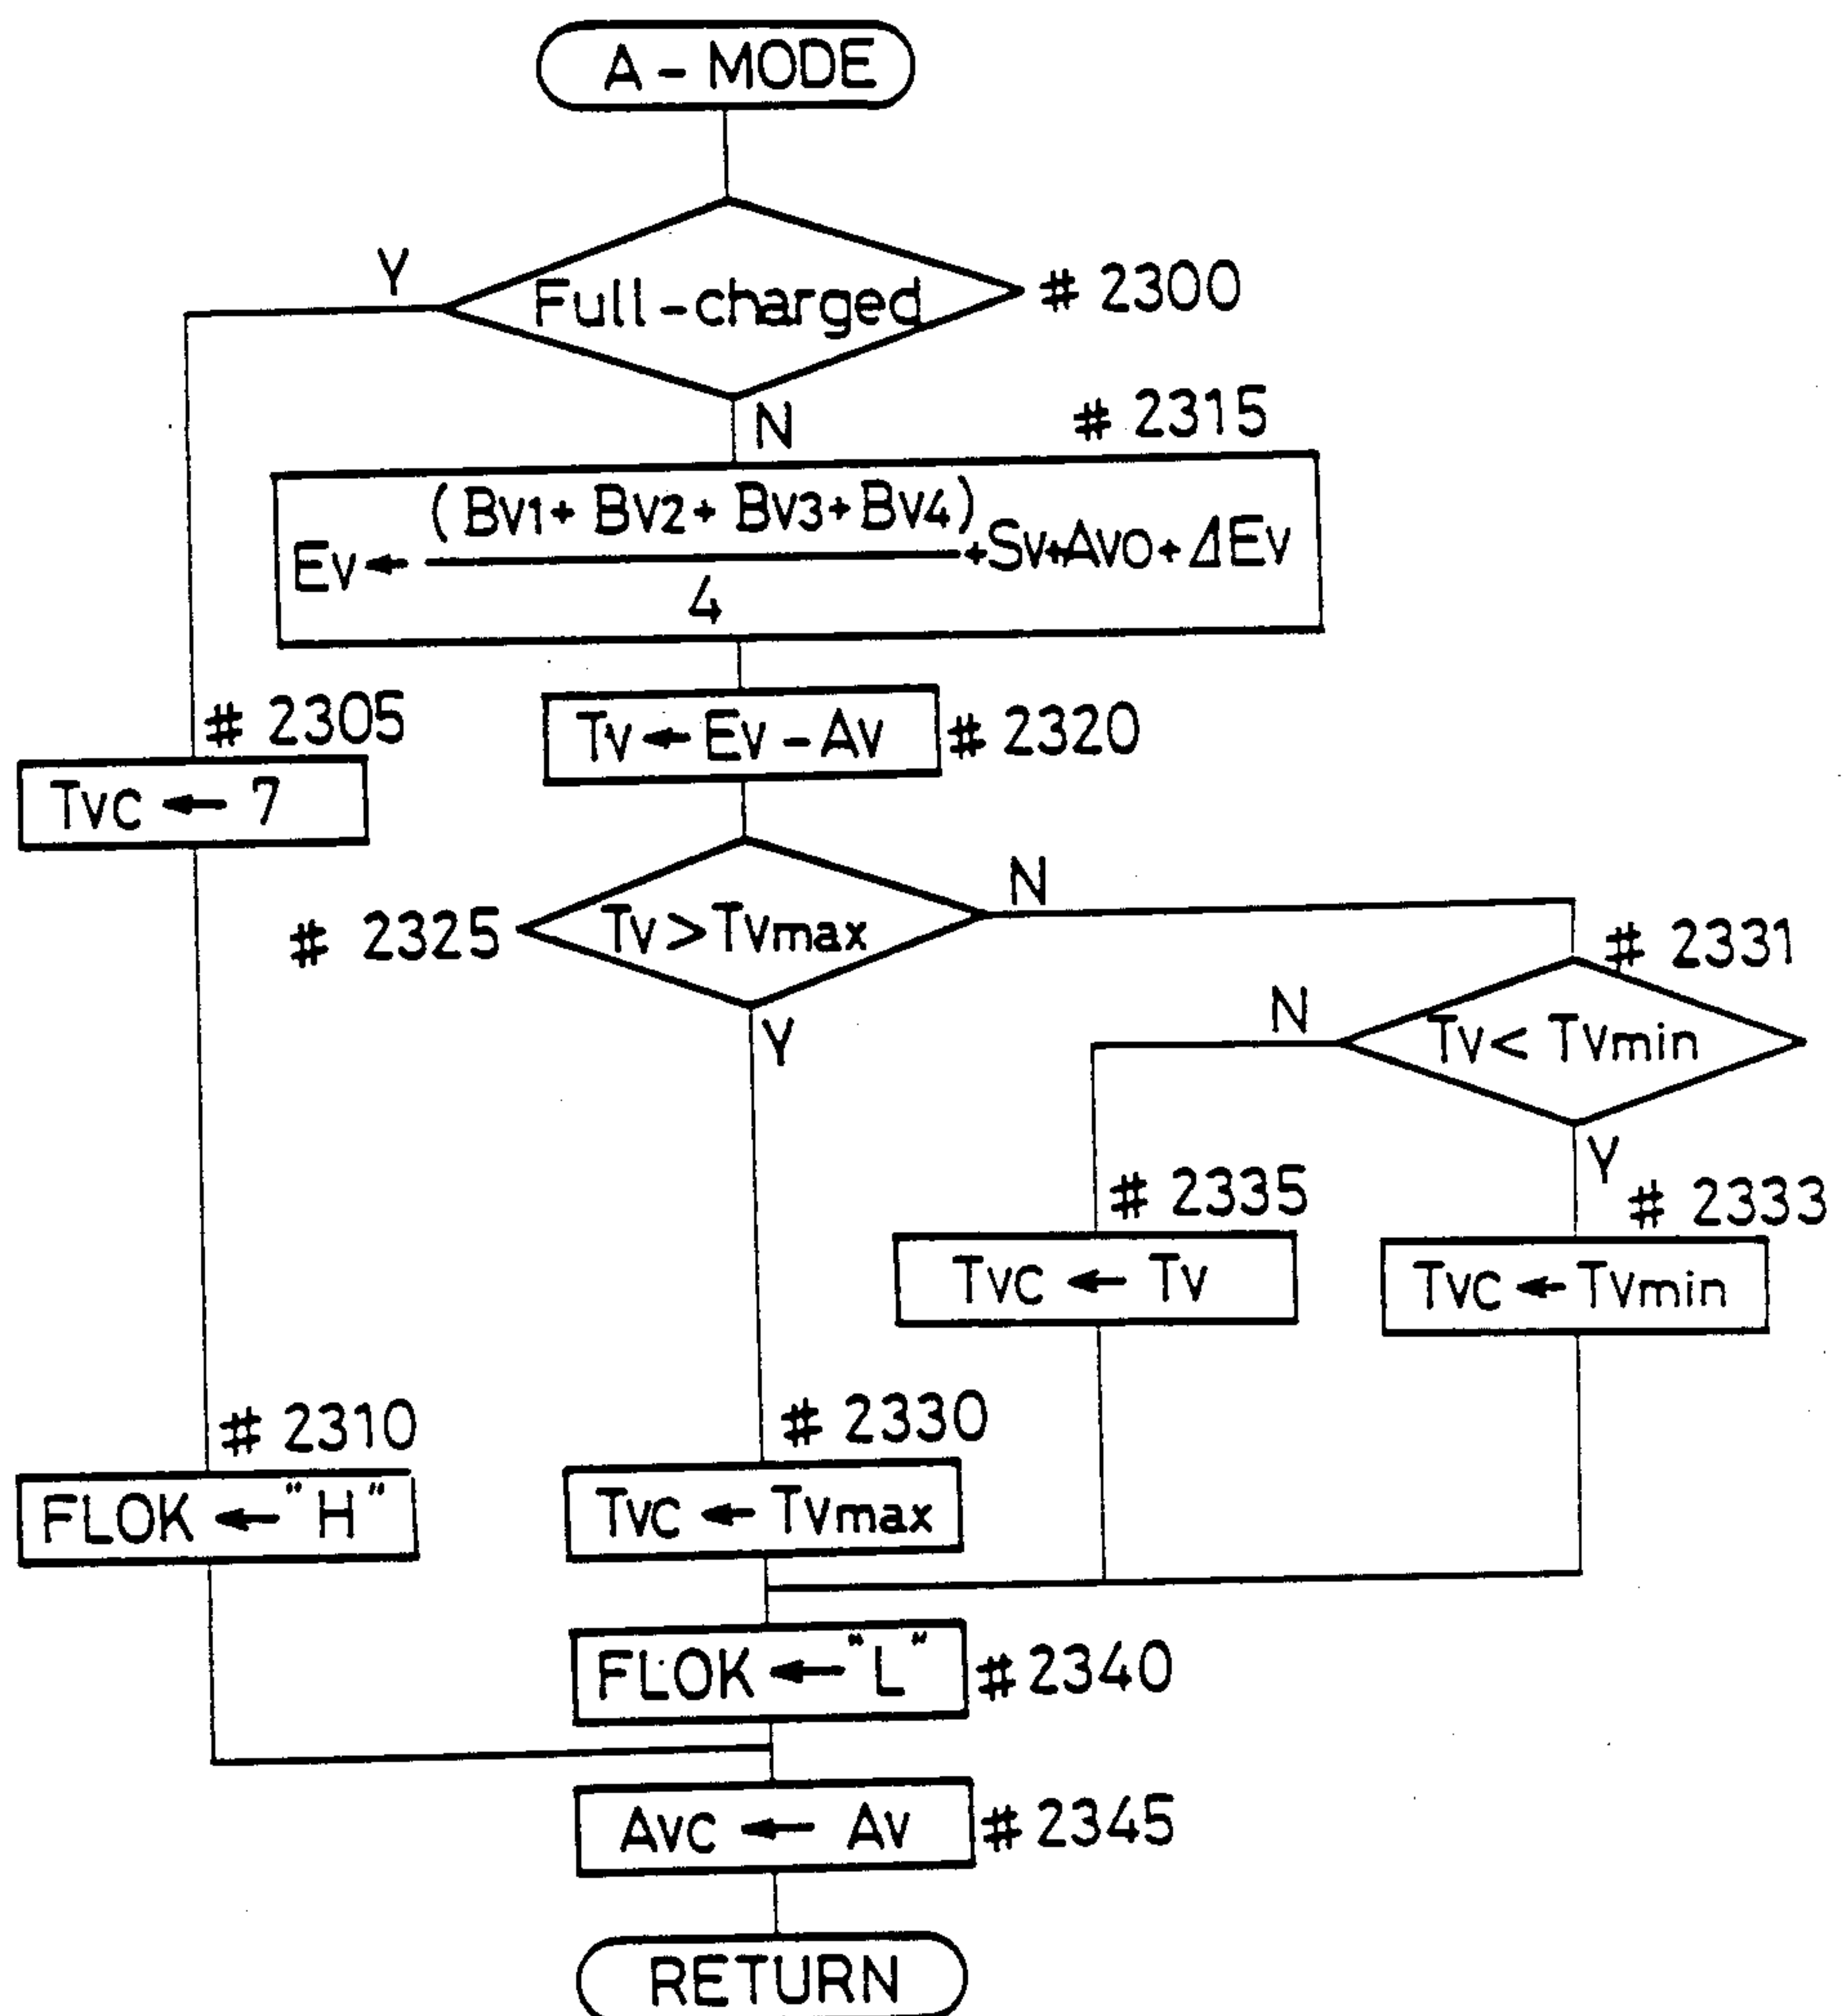 A - MODE
Y
Full-charged
# 2300
N
# 2315
(Bv1+ Bv2+ Bv3+Bv4)
Ev← +Sv+Avo+ΔEv
4
# 2305
Tvc ← 7
Tv ← Ev - Av
# 2320
# 2325
Tv > Tvmax
N
Y
# 2331
Tv < Tvmin
N
Y
# 2335
Tvc ← Tv
# 2333
Tvc ← Tvmin
# 2310
FLOK ← "H"
# 2330
Tvc ← Tvmax
FLOK ← "L"
# 2340
Avc ← Av
# 2345
RETURN